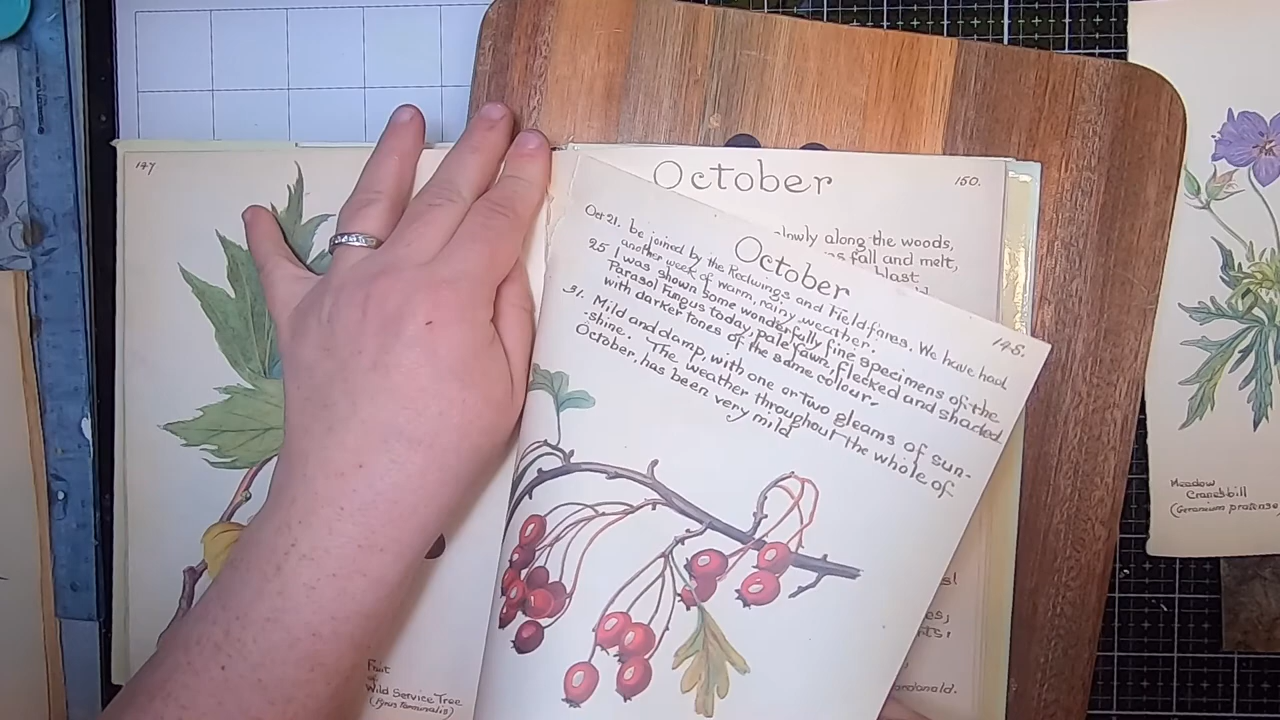 147
Fruit
of
Wild Service Tree
(Pyrus Torminalis)
October
150.
slowly along the woods,
fall and melt,
blast
October
145.
Oct 21. be joined by the Redwings and Fieldfares. We have had
another week of warm, rainy weather.
25 I was shown some wonderfully fine specimens of the
Parasol Fungus today, pale fawn, flecked and shaded
with darker tones of the same colour.
31. Mild and damp, with one or two gleams of sun-
-shine. The weather throughout the whole of
October, has been very mild
Meadow
Cranesbill
(Geranium pratense